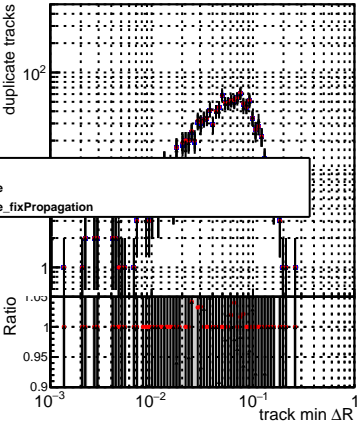 duplicate tracks
10²
e
e_fixPropagation
1
Ratio
1.05
1
0.95
0.9
10⁻³ 10⁻² 10⁻¹ 1
track min ΔR